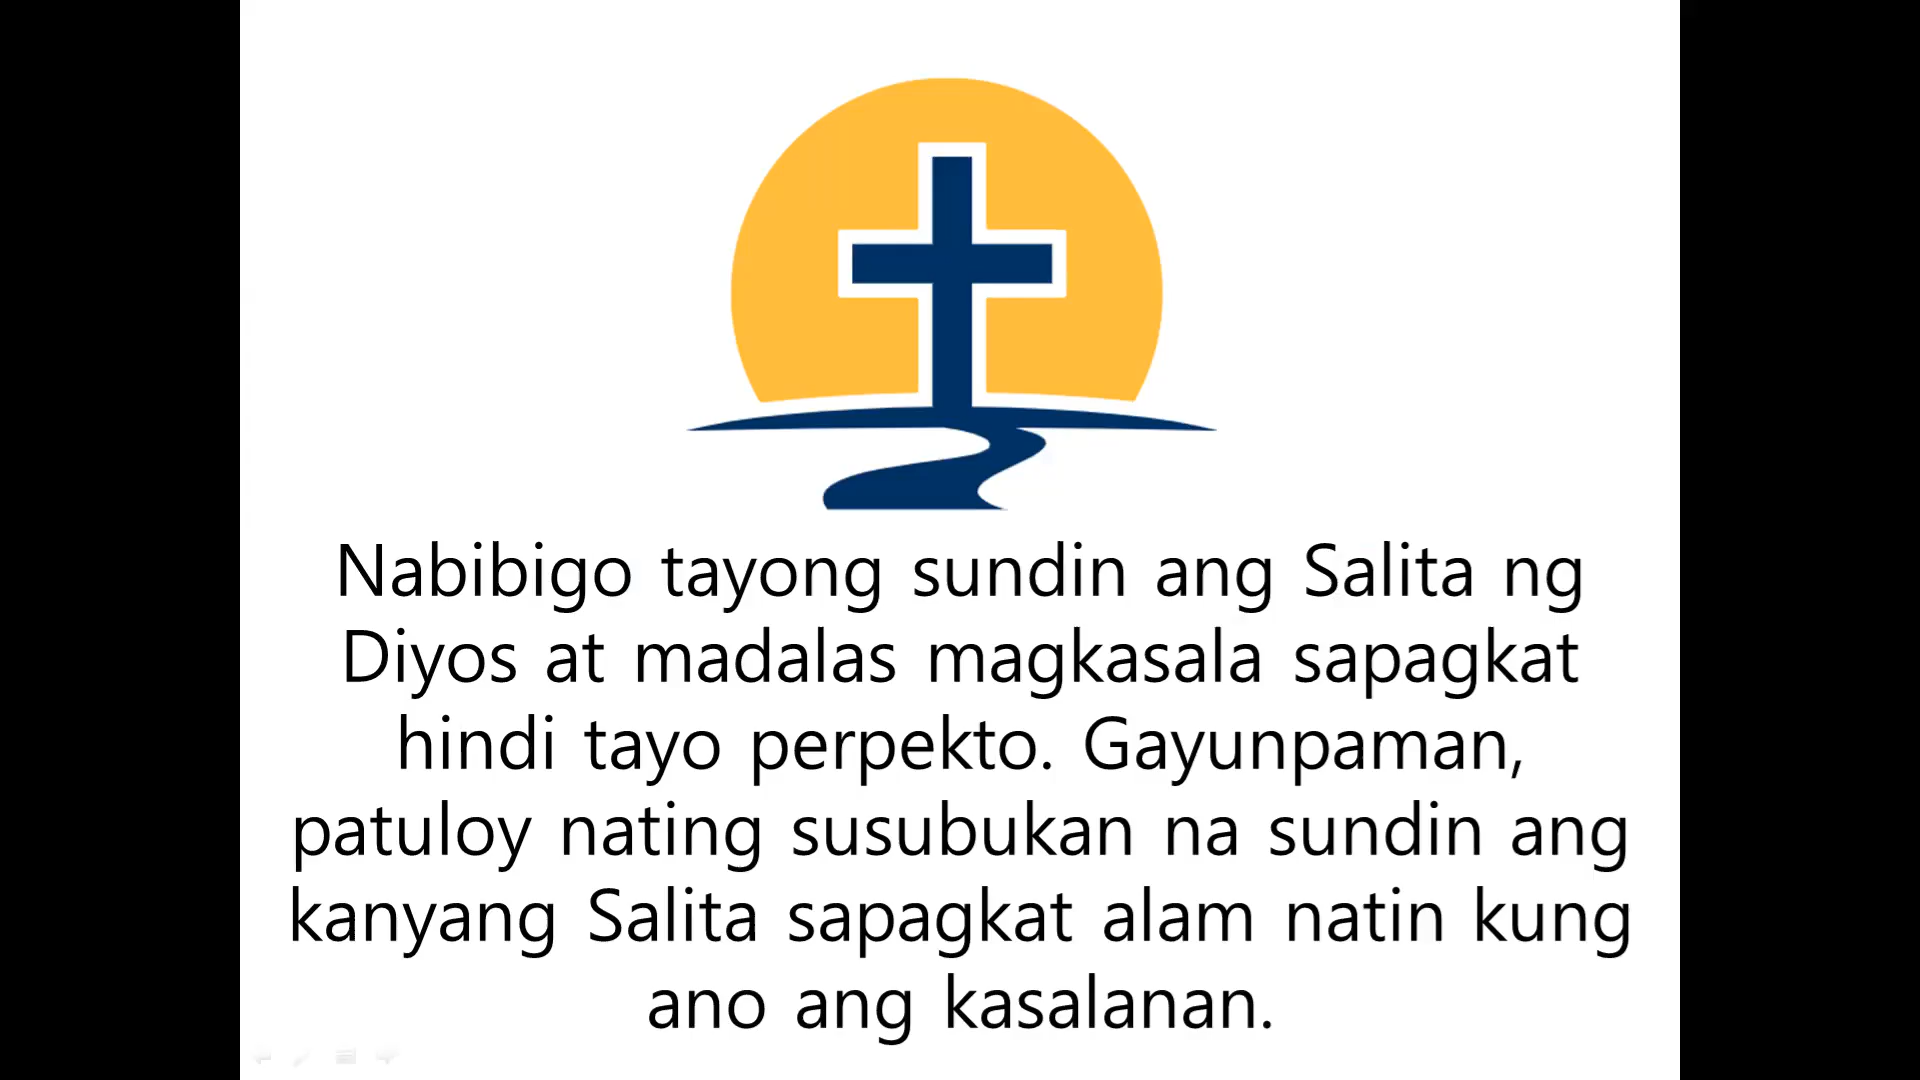 Nabibigo tayong sundin ang Salita ng
Diyos at madalas magkasala sapagkat
hindi tayo perpekto. Gayunpaman,
patuloy nating susubukan na sundin ang
kanyang Salita sapagkat alam natin kung
ano ang kasalanan.